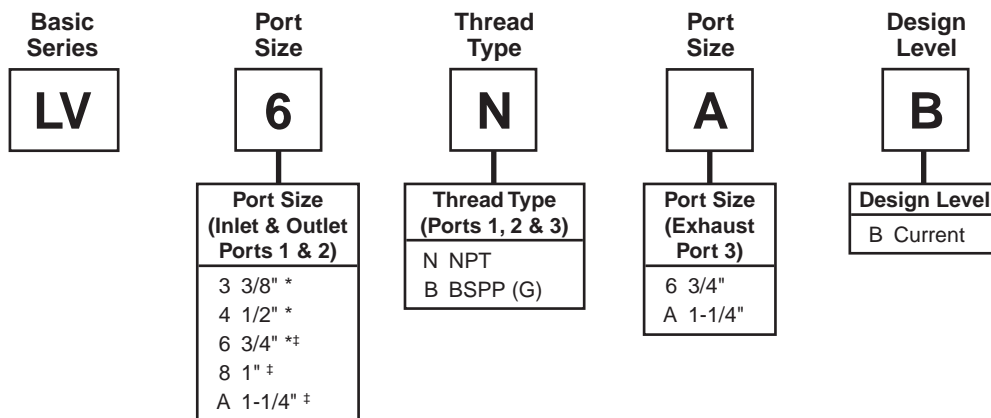 Basic
Series
Port
Size
Thread
Type
Port
Size
Design
Level
LV
6
N
A
B
Port Size
(Inlet & Outlet
Ports 1 & 2)
3 3/8" *
4 1/2" *
6 3/4" *‡
8 1" ‡
A 1-1/4" ‡
Thread Type
(Ports 1, 2 & 3)
N NPT
B BSPP (G)
Port Size
(Exhaust
Port 3)
6 3/4"
A 1-1/4"
Design Level
B Current